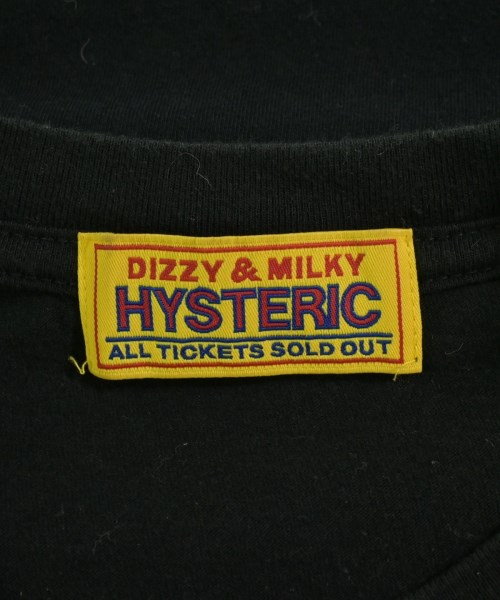 DIZZY & MILKY
HYSTERIC
ALL TICKETS SOLD OUT